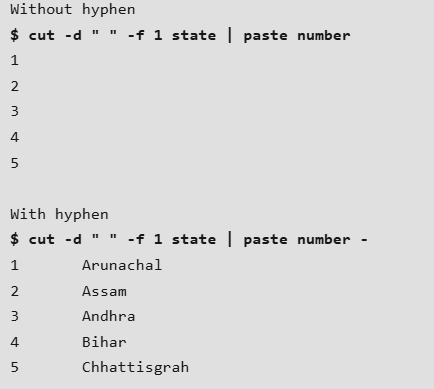 Without hyphen
$ cut -d " " -f 1 state | paste number
1
2
3
4
5
With hyphen
$ cut -d " " -f 1 state | paste number -
1 Arunachal
2 Assam
3 Andhra
4 Bihar
5 Chhattisgrah